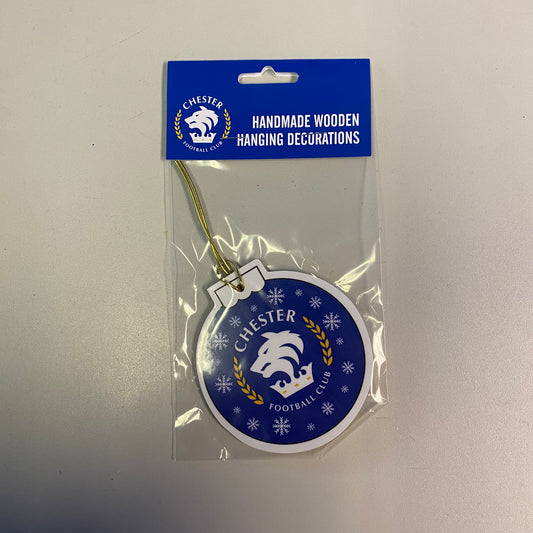 CHESTER
FOOTBALL CLUB
HANDMADE WOODEN
HANGING DECORATIONS
CHESTER
FOOTBALL CLUB